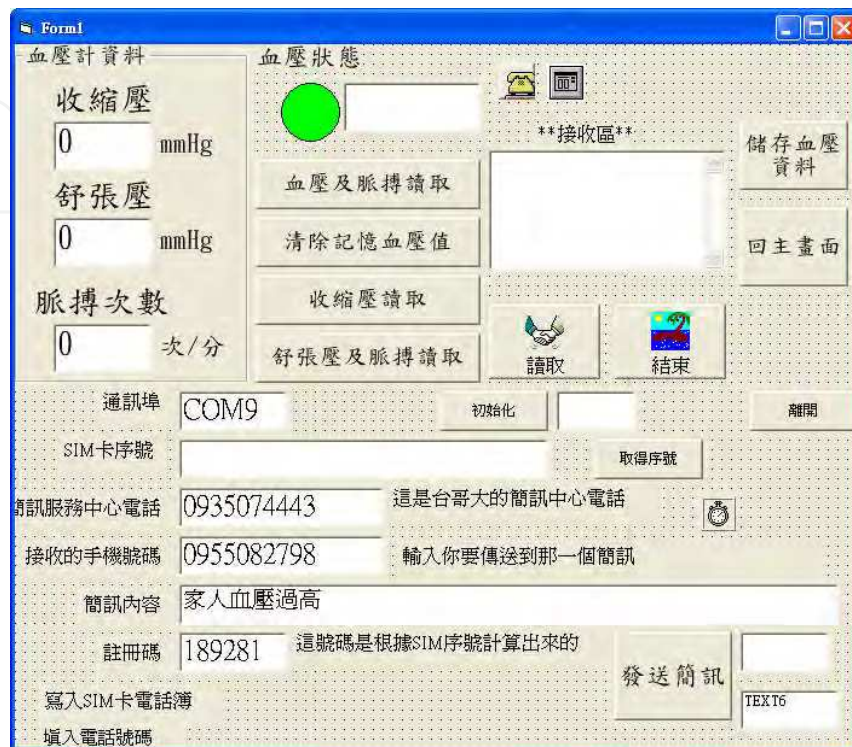 Form1
血壓計資料
收縮壓
0 mmHg
舒張壓
0 mmHg
脈搏次數
0 次/分
血壓狀態
血壓及脈搏讀取
清除記憶血壓值
收縮壓讀取
舒張壓及脈搏讀取
**接收區**
讀取
結束
儲存血壓
資料
回主畫面
通訊埠 COM9 初始化 離開
SIM卡序號 取得序號
簡訊服務中心電話 0935074443 這是台哥大的簡訊中心電話
接收的手機號碼 0955082798 輸入你要傳送到那一個簡訊
簡訊內容 家人血壓過高
註冊碼 189281 這號碼是根據SIM序號計算出來的
發送簡訊
TEXT6
寫入SIM卡電話簿
填入電話號碼